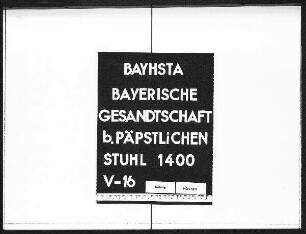 BAYHSTA
BAYERISCHE
GESANDTSCHAFT
b.PÄPSTLiCHEN
STUHL 1400
V-16